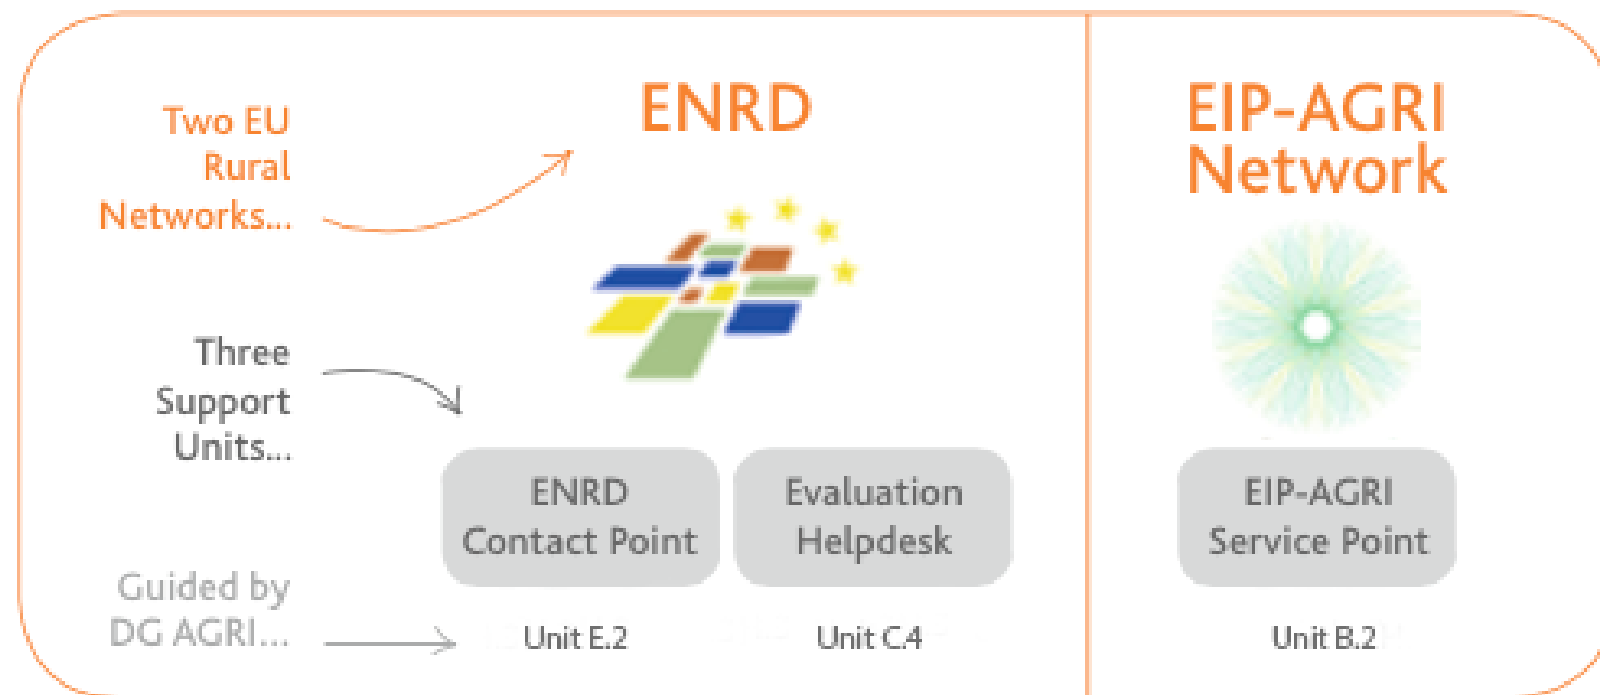 Two EU
Rural
Networks...
ENRD
EIP-AGRI
Network
Three
Support
Units...
ENRD
Contact Point
Evaluation
Helpdesk
EIP-AGRI
Service Point
Guided by
DG AGRI...
Unit E.2
Unit C.4
Unit B.2